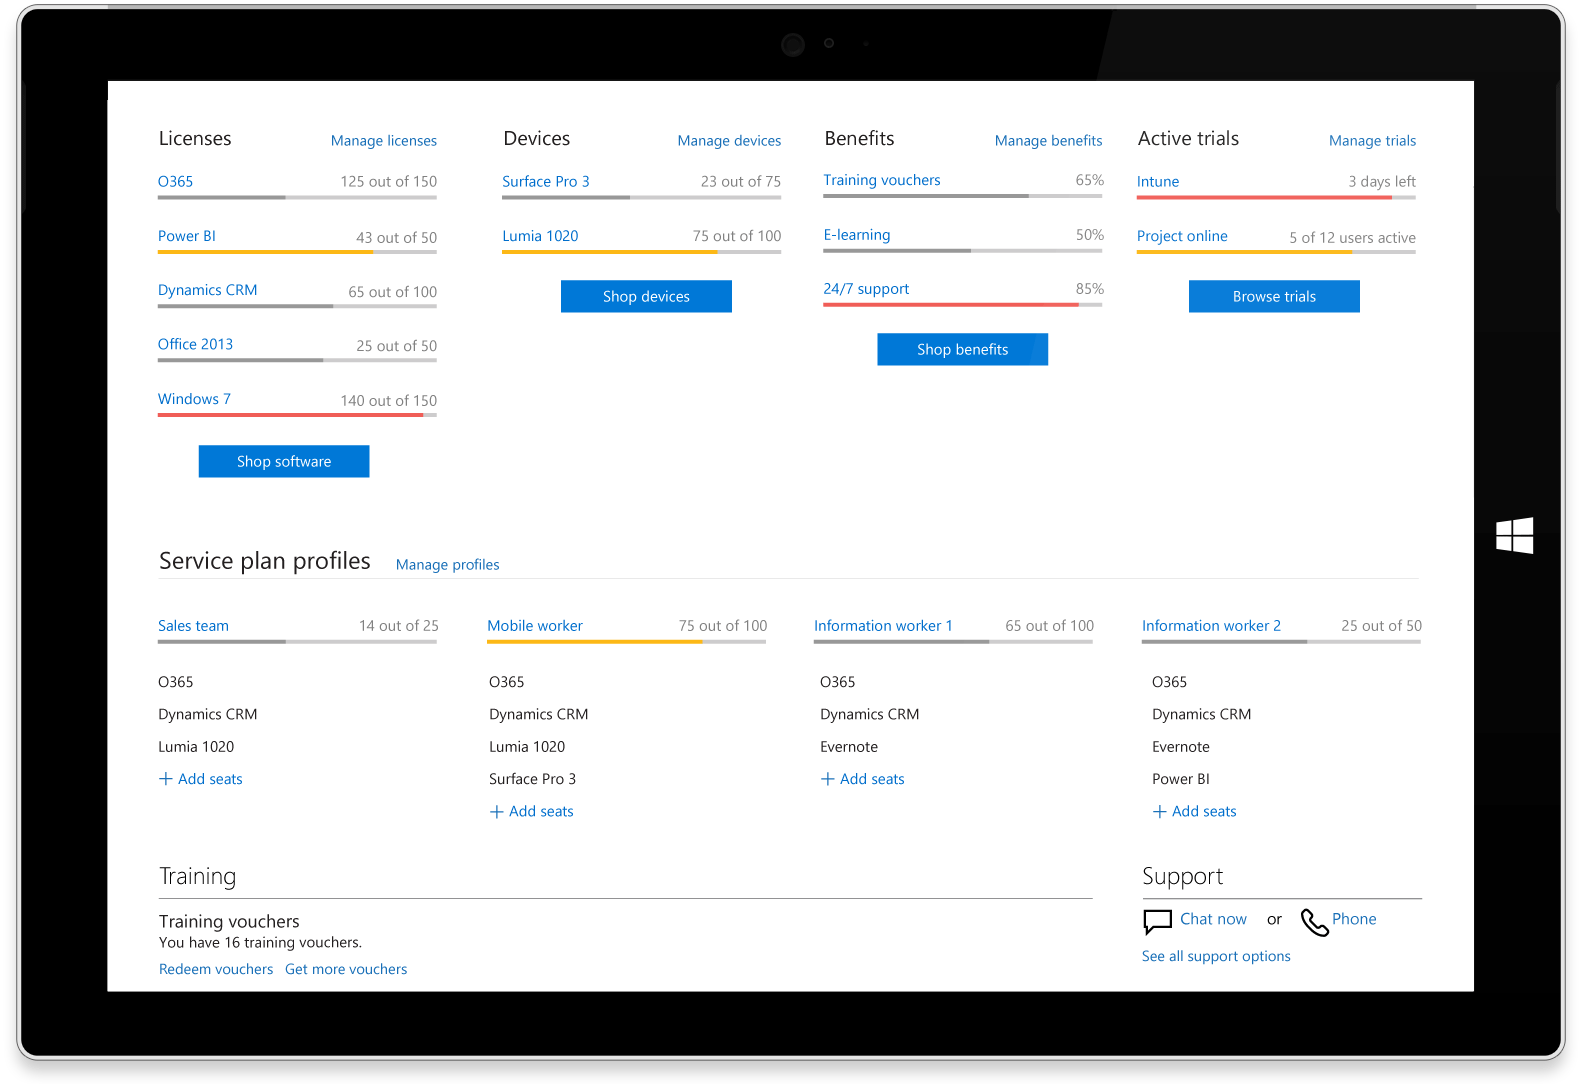 Licenses Manage licenses
O365 125 out of 150
Power BI 43 out of 50
Dynamics CRM 65 out of 100
Office 2013 25 out of 50
Windows 7 140 out of 150
Shop software
Devices Manage devices
Surface Pro 3 23 out of 75
Lumia 1020 75 out of 100
Shop devices
Benefits Manage benefits
Training vouchers 65%
E-learning 50%
24/7 support 85%
Shop benefits
Active trials Manage trials
Intune 3 days left
Project online 5 of 12 users active
Browse trials
Service plan profiles Manage profiles
Sales team 14 out of 25
O365
Dynamics CRM
Lumia 1020
+ Add seats
Mobile worker 75 out of 100
O365
Dynamics CRM
Lumia 1020
Surface Pro 3
+ Add seats
Information worker 1 65 out of 100
O365
Dynamics CRM
Evernote
+ Add seats
Information worker 2 25 out of 50
O365
Dynamics CRM
Evernote
Power BI
+ Add seats
Training
Training vouchers
You have 16 training vouchers.
Redeem vouchers Get more vouchers
Support
Chat now or Phone
See all support options